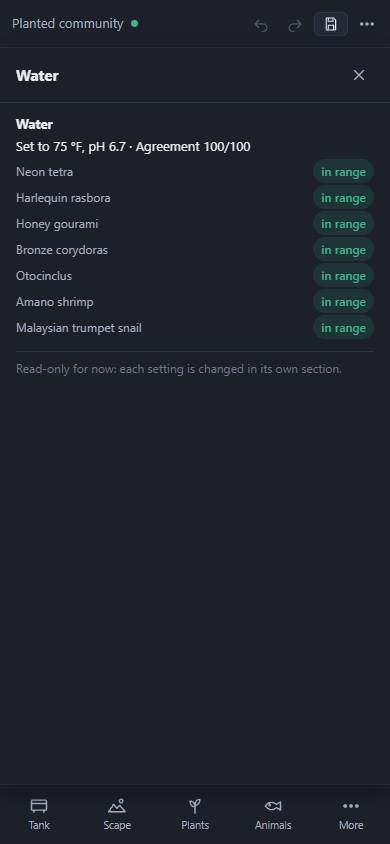 Planted community
Water
Water
Set to 75 °F, pH 6.7 · Agreement 100/100
Neon tetra in range
Harlequin rasbora in range
Honey gourami in range
Bronze corydoras in range
Otocinclus in range
Amano shrimp in range
Malaysian trumpet snail in range
Read-only for now: each setting is changed in its own section.
Tank Scape Plants Animals More